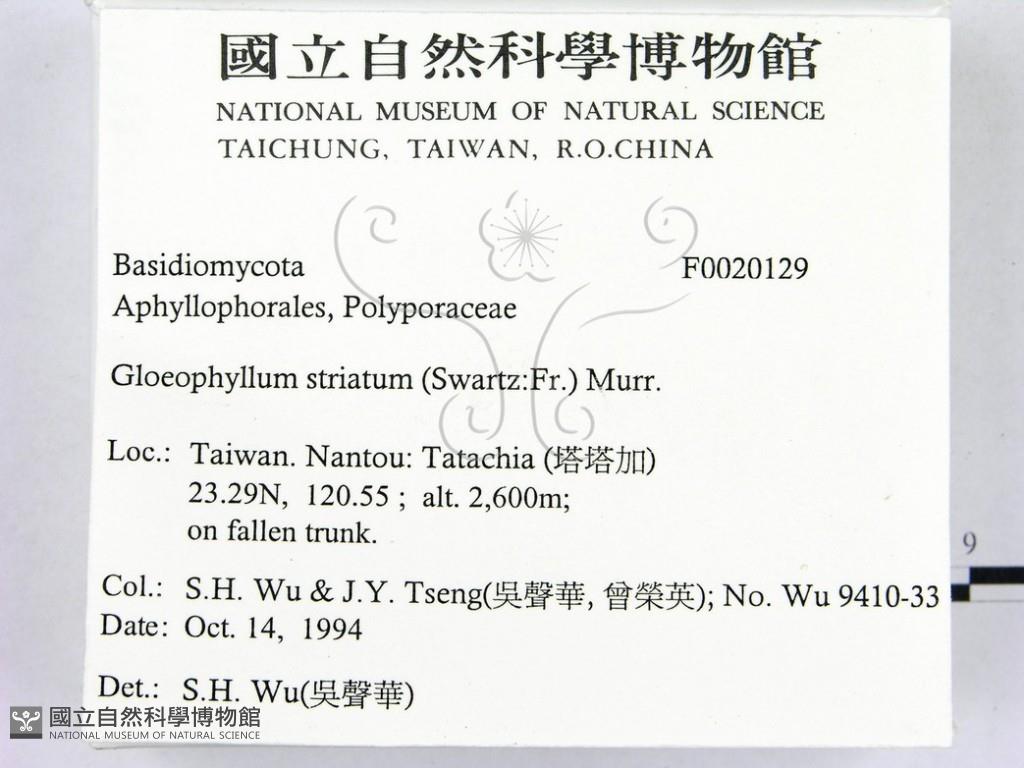 國立自然科學博物館
NATIONAL MUSEUM OF NATURAL SCIENCE
TAICHUNG, TAIWAN, R.O.CHINA
Basidiomycota F0020129
Aphyllophorales, Polyporaceae
Gloeophyllum striatum (Swartz:Fr.) Murr.
Loc.: Taiwan. Nantou: Tatachia (塔塔加)
23.29N, 120.55 ; alt. 2,600m;
on fallen trunk.
9
Col.: S.H. Wu & J.Y. Tseng(吳聲華, 曾榮英); No. Wu 9410-33
Date: Oct. 14, 1994
Det.: S.H. Wu(吳聲華)
國立自然科學博物館
NATIONAL MUSEUM OF NATURAL SCIENCE